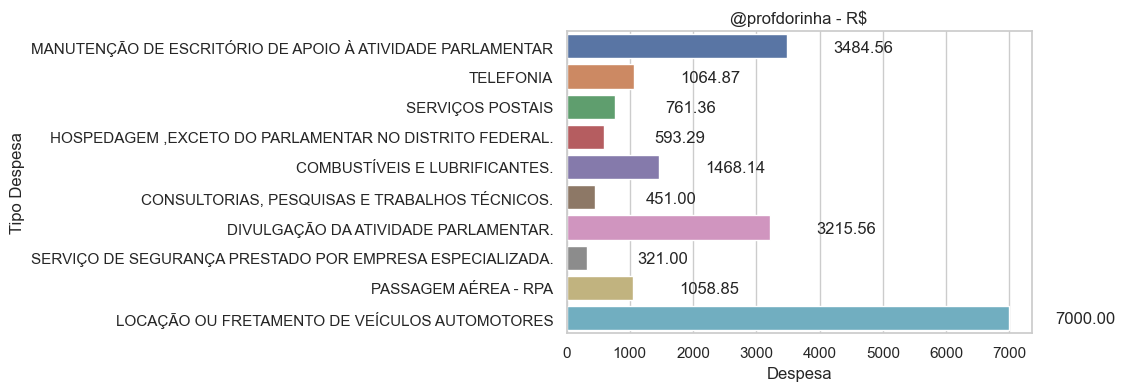 @profdorinha - R$
Tipo Despesa
MANUTENÇÃO DE ESCRITÓRIO DE APOIO À ATIVIDADE PARLAMENTAR 3484.56
TELEFONIA 1064.87
SERVIÇOS POSTAIS 761.36
HOSPEDAGEM ,EXCETO DO PARLAMENTAR NO DISTRITO FEDERAL. 593.29
COMBUSTÍVEIS E LUBRIFICANTES. 1468.14
CONSULTORIAS, PESQUISAS E TRABALHOS TÉCNICOS. 451.00
DIVULGAÇÃO DA ATIVIDADE PARLAMENTAR. 3215.56
SERVIÇO DE SEGURANÇA PRESTADO POR EMPRESA ESPECIALIZADA. 321.00
PASSAGEM AÉREA - RPA 1058.85
LOCAÇÃO OU FRETAMENTO DE VEÍCULOS AUTOMOTORES 7000.00
0 1000 2000 3000 4000 5000 6000 7000
Despesa